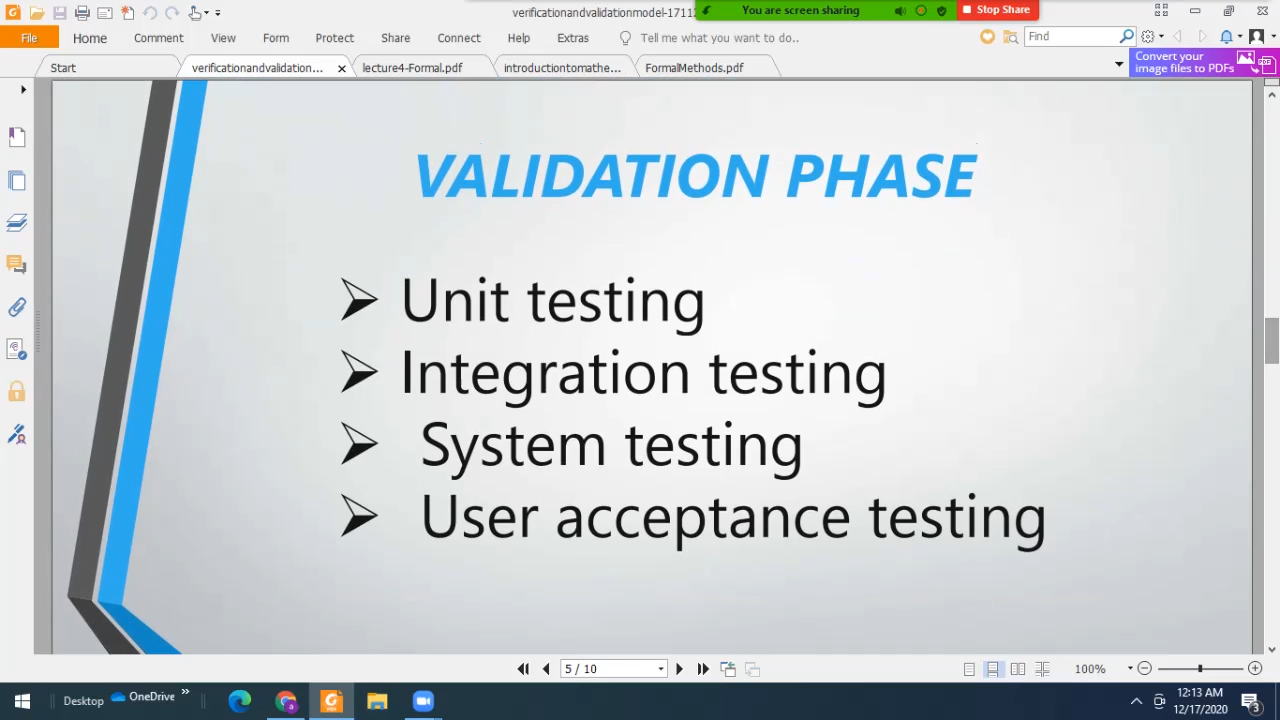 verificationandvalidationmodel-1711
You are screen sharing
Stop Share
File Home Comment View Form Protect Share Connect Help Extras Tell me what you want to do..
Find
Start
verificationandvalidation...
lecture4-Formal.pdf
introductiontomathe...
FormalMethods.pdf
Convert your
image files to PDFs
VALIDATION PHASE
Unit testing
Integration testing
System testing
User acceptance testing
5 / 10
100%
Desktop
OneDrive
12:13 AM
12/17/2020
3